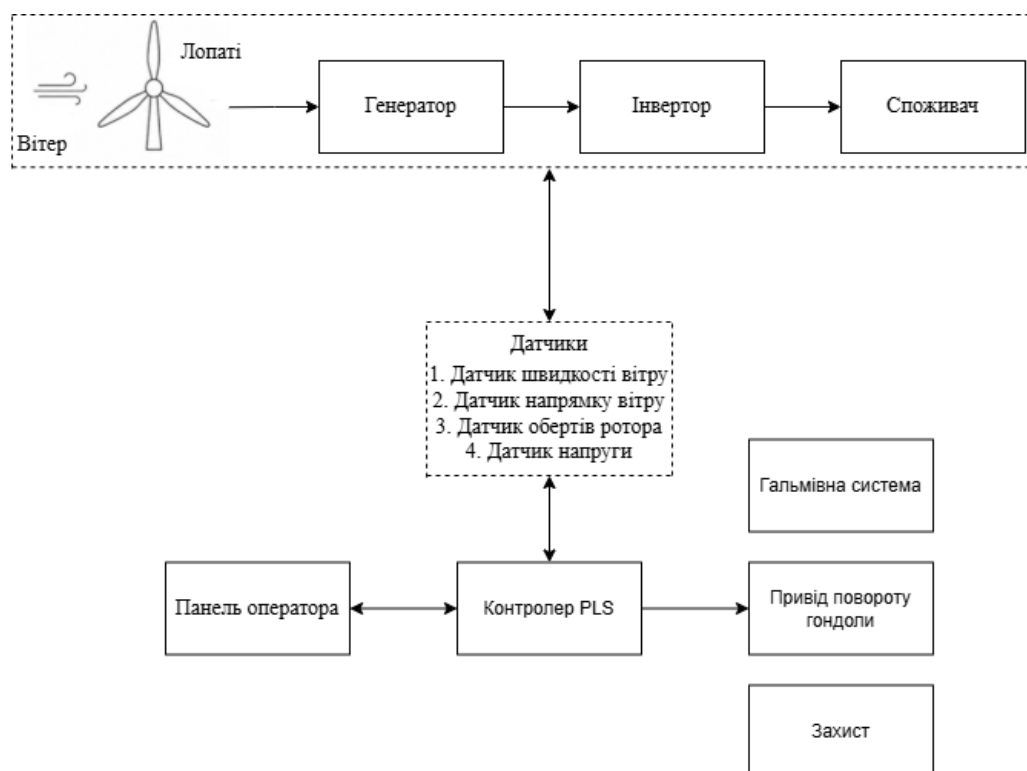 Лопаті
Вітер
Генератор
Інвертор
Споживач
Датчики
1. Датчик швидкості вітру
2. Датчик напрямку вітру
3. Датчик обертів ротора
4. Датчик напруги
Гальмівна система
Панель оператора
Контролер PLS
Привід повороту
гондоли
Захист